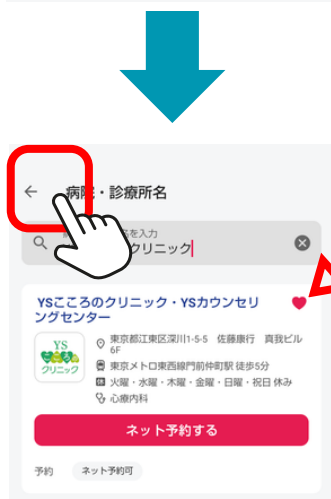 病院・診療所名
を入力
クリニック
YSこころのクリニック・YSカウンセリ
ングセンター
YS
クリニック
東京都江東区深川1-5-5 佐藤康行 真我ビル
6F
東京メトロ東西線門前仲町駅 徒歩5分
火曜・水曜・木曜・金曜・日曜・祝日 休み
心療内科
ネット予約する
予約 ネット予約可